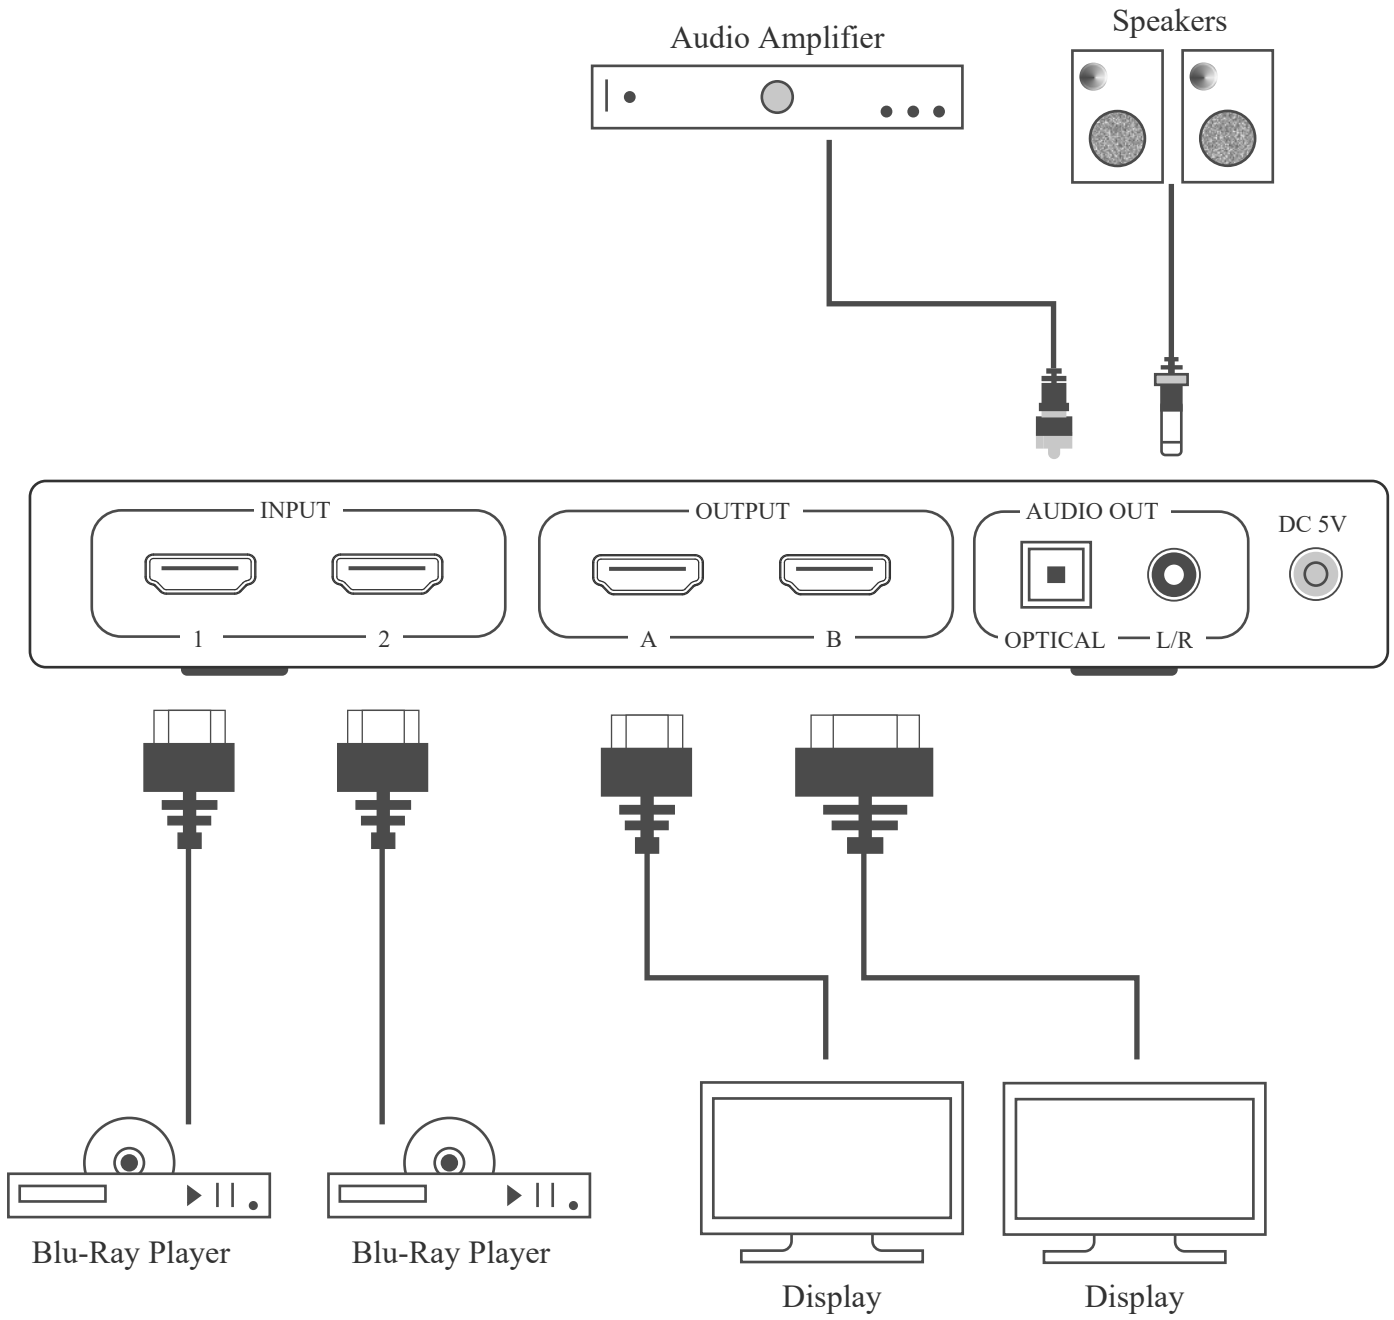 Audio Amplifier
Speakers
INPUT
OUTPUT
AUDIO OUT
DC 5V
1
2
A
B
OPTICAL
L/R
Blu-Ray Player
Blu-Ray Player
Display
Display